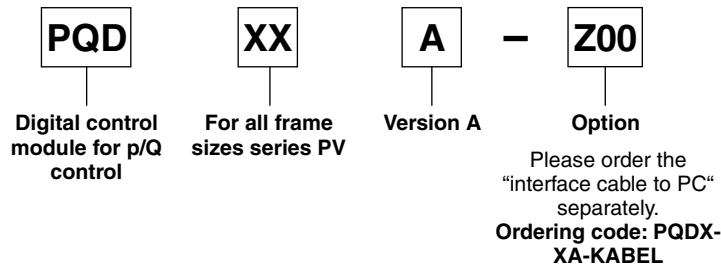 PQD XX A – Z00
Digital control
module for p/Q
control
For all frame
sizes series PV
Version A
Option
Please order the
“interface cable to PC“
separately.
Ordering code: PQDX-
XA-KABEL